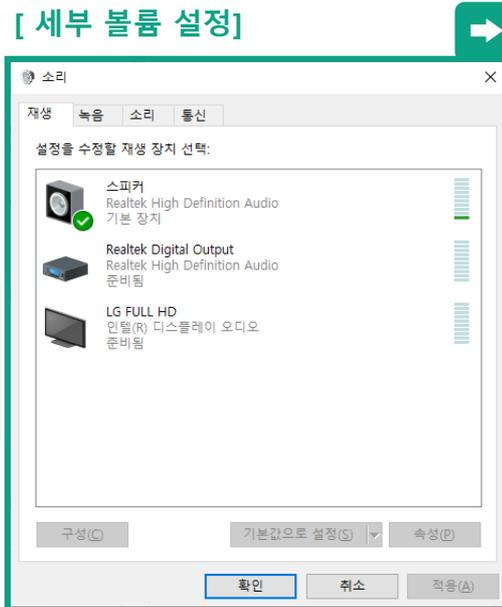 [ 세부 볼륨 설정]
소리
재생 녹음 소리 통신
설정을 수정할 재생 장치 선택:
스피커
Realtek High Definition Audio
기본 장치
Realtek Digital Output
Realtek High Definition Audio
준비됨
LG FULL HD
인텔(R) 디스플레이 오디오
준비됨
구성(C) 기본값으로 설정(S) 속성(P)
확인 취소 적용(A)